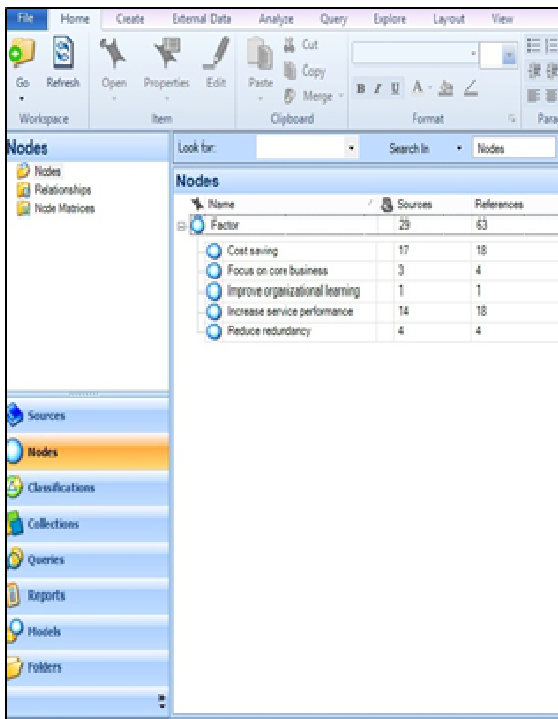 File Home Create External Data Analyze Query Explore Layout View
Go Refresh Open Properties Edit Paste Cut
Copy
Merge
B I U A
Workspace Item Clipboard Format Para
Nodes
Nodes
Relationships
Node Matrices
Look for: Search In Nodes
Nodes
Name Sources References
Factor 29 63
Cost saving 17 18
Focus on core business 3 4
Improve organizational learning 1 1
Increase service performance 14 18
Reduce redundancy 4 4
Sources
Nodes
Classifications
Collections
Queries
Reports
Models
Folders